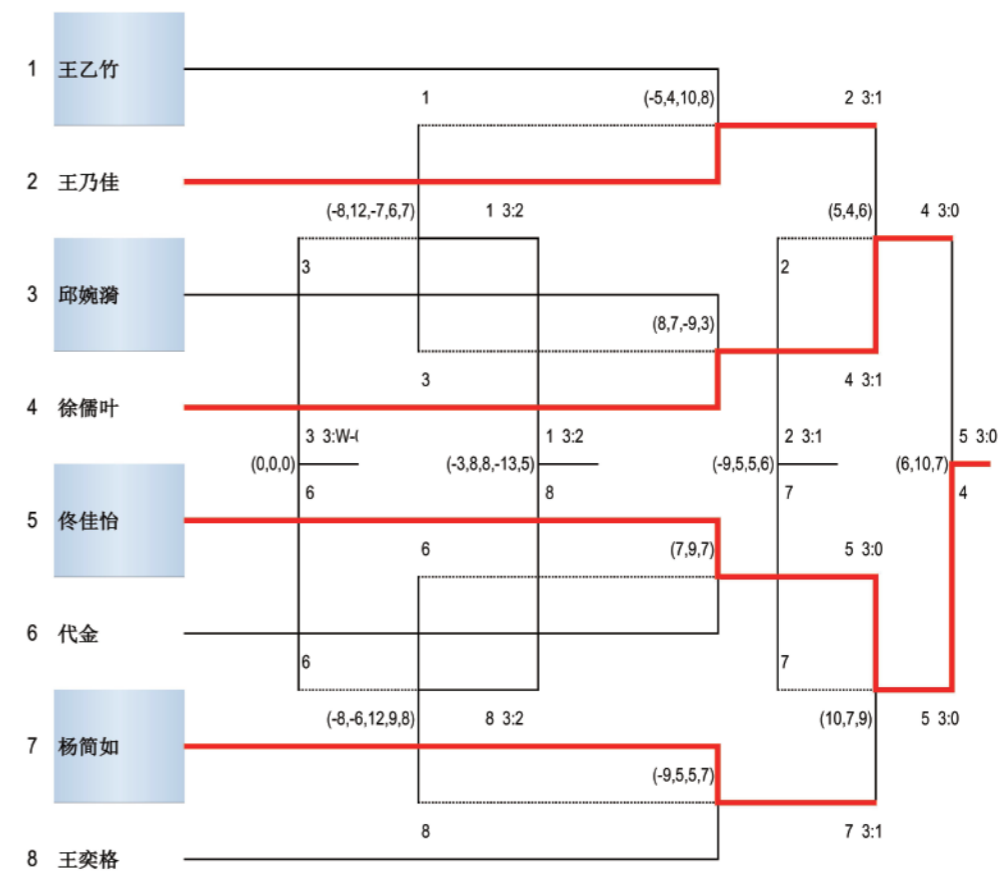 1 王乙竹
1 (-5,4,10,8) 2 3:1
2 王乃佳
(-8,12,-7,6,7) 1 3:2 (5,4,6) 4 3:0
3 2
3 邱婉漪
(8,7,-9,3)
3 4 3:1
4 徐儒叶
3 3:W-( 1 3:2 2 3:1 5 3:0
(0,0,0) (-3,8,8,-13,5) (-9,5,5,6) (6,10,7)
6 8 7 4
5 佟佳怡
6 (7,9,7) 5 3:0
6 代金
6 7
(-8,-6,12,9,8) 8 3:2 (10,7,9) 5 3:0
7 杨简如
(-9,5,5,7)
8 7 3:1
8 王奕格